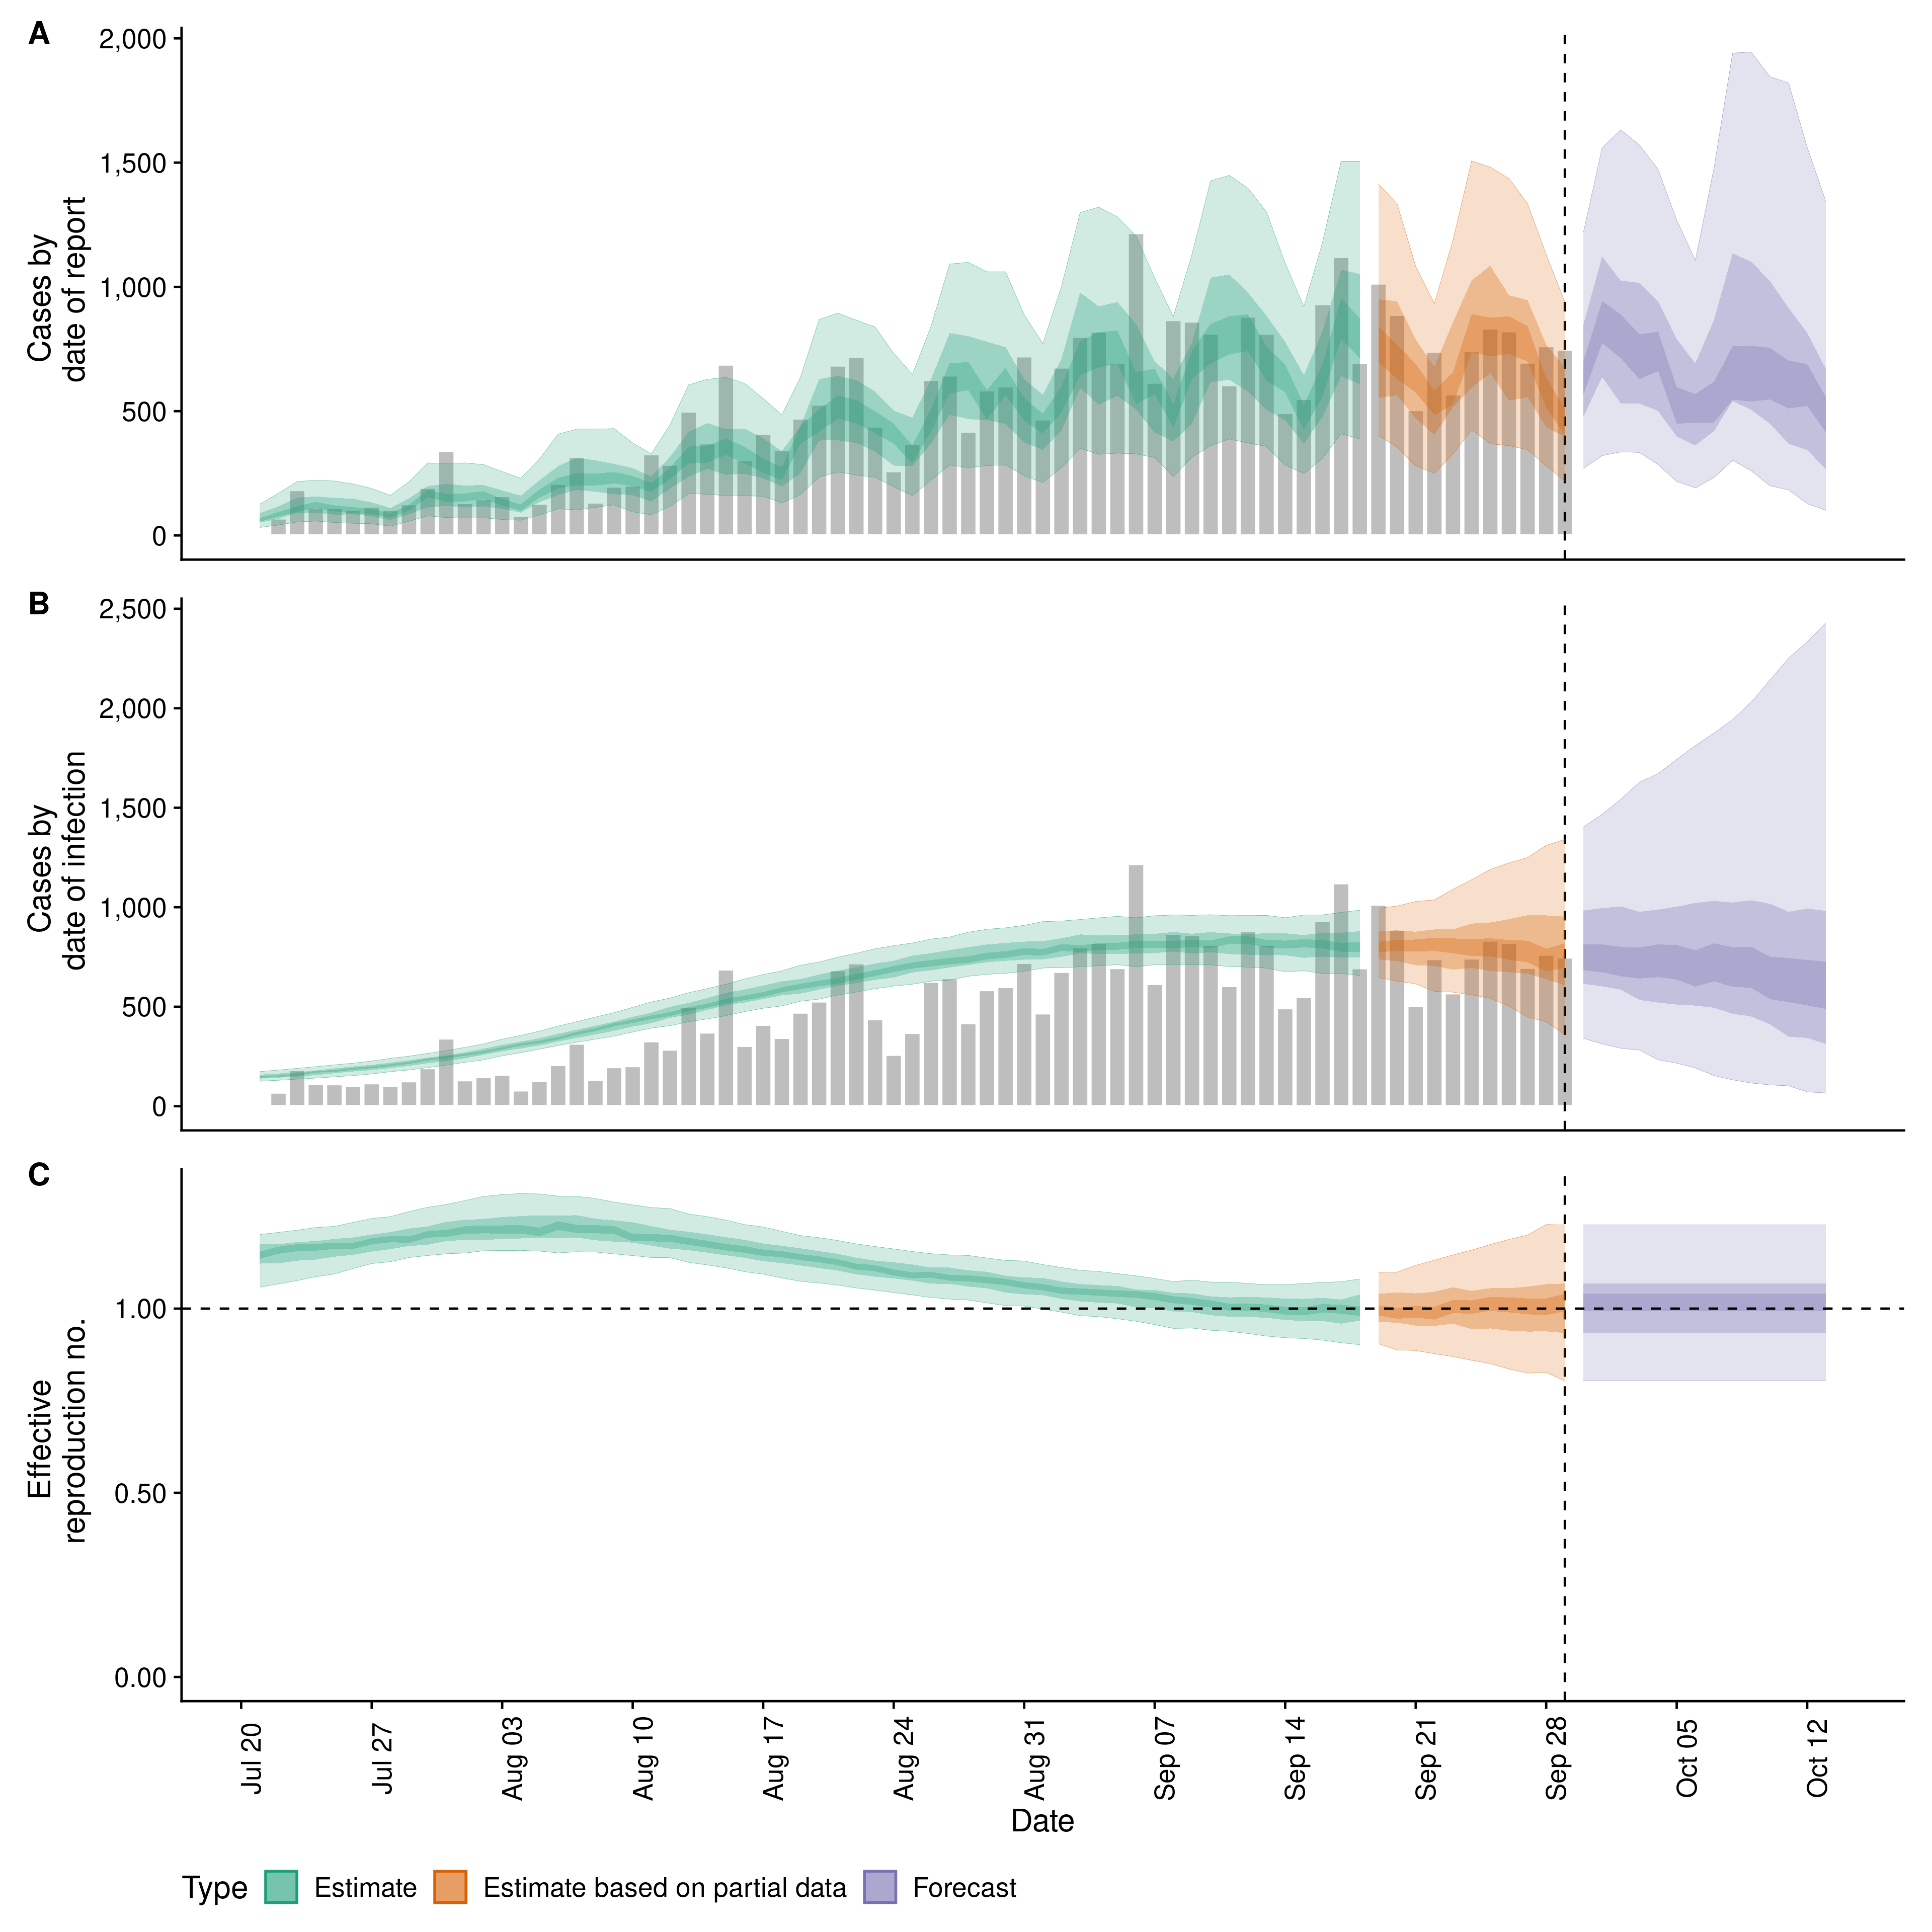 A
2,000
1,500
1,000
500
0
Cases by
date of report
B
2,500
2,000
1,500
1,000
500
0
Cases by
date of infection
C
1.00
0.50
0.00
Effective
reproduction no.
Jul 20
Jul 27
Aug 03
Aug 10
Aug 17
Aug 24
Aug 31
Sep 07
Sep 14
Sep 21
Sep 28
Oct 05
Oct 12
Date
Type Estimate Estimate based on partial data Forecast